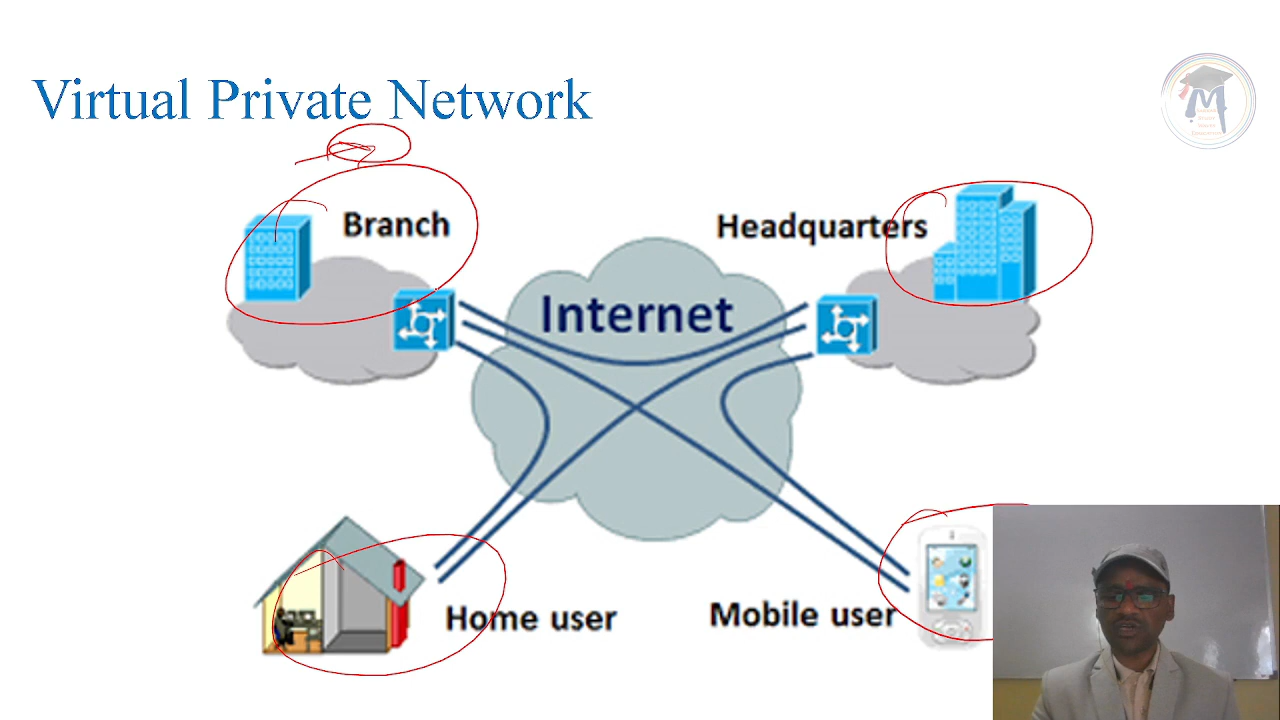 Virtual Private Network
Branch
Headquarters
Internet
Home user
Mobile user